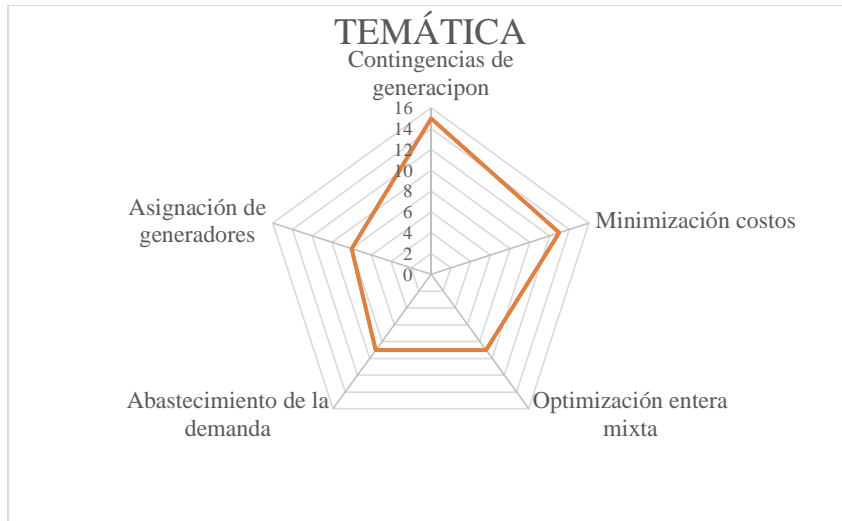 TEMÁTICA
Contingencias de
generacipon
16
14
12
10
8
6
4
2
0
Minimización costos
Optimización entera
mixta
Abastecimiento de la
demanda
Asignación de
generadores